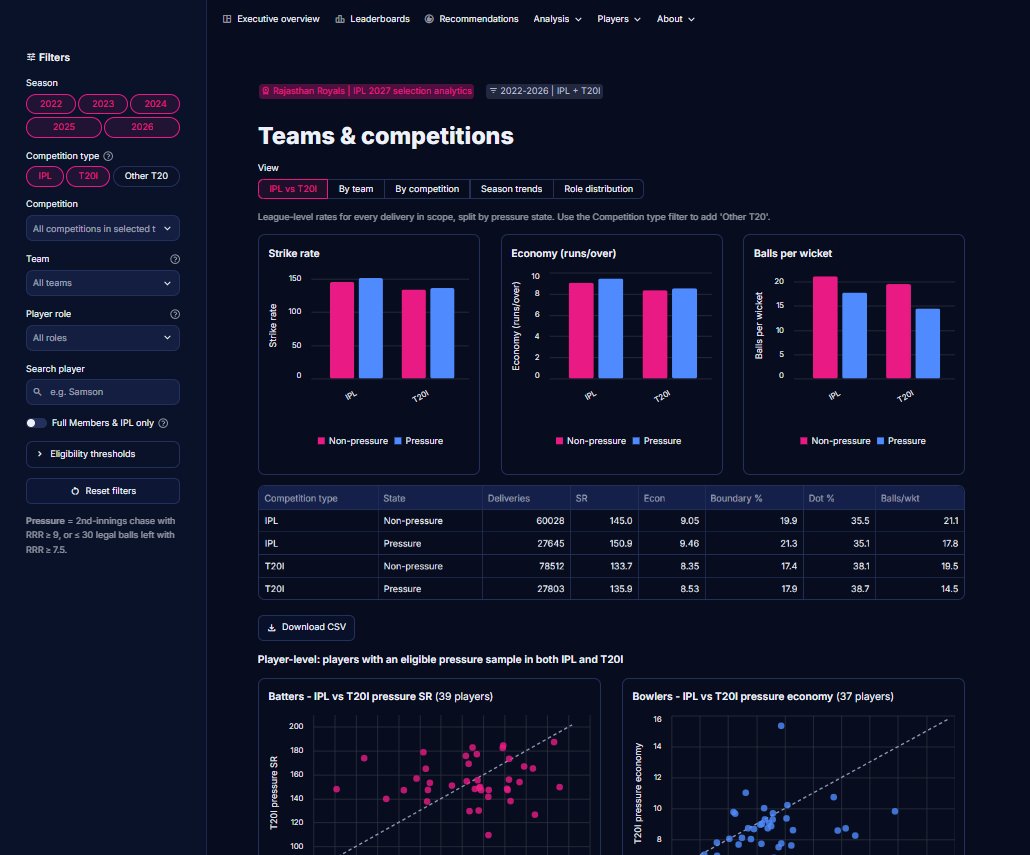 Executive overview Leaderboards Recommendations Analysis Players About
Filters
Season
2022 2023 2024
2025 2026
Competition type
IPL T20I Other T20
Competition
All competitions in selected t
Team
All teams
Player role
All roles
Search player
e.g. Samson
Full Members & IPL only
Eligibility thresholds
Reset filters
Pressure = 2nd-innings chase with
RRR ≥ 9, or ≤ 30 legal balls left with
RRR ≥ 7.5.
Rajasthan Royals | IPL 2027 selection analytics 2022-2026 | IPL + T20I
Teams & competitions
View
IPL vs T20I By team By competition Season trends Role distribution
League-level rates for every delivery in scope, split by pressure state. Use the Competition type filter to add 'Other T20'.
Strike rate
150
100
50
0
Strike rate
IPL T20I
Non-pressure Pressure
Economy (runs/over)
10
8
6
4
2
0
Economy (runs/over)
IPL T20I
Non-pressure Pressure
Balls per wicket
20
15
10
5
0
Balls per wicket
IPL T20I
Non-pressure Pressure
Competition type State Deliveries SR Econ Boundary % Dot % Balls/wkt
IPL Non-pressure 60028 145.0 9.05 19.9 35.5 21.1
IPL Pressure 27645 150.9 9.46 21.3 35.1 17.8
T20I Non-pressure 78512 133.7 8.35 17.4 38.1 19.5
T20I Pressure 27803 135.9 8.53 17.9 38.7 14.5
Download CSV
Player-level: players with an eligible pressure sample in both IPL and T20I
Batters - IPL vs T20I pressure SR (39 players)
200
180
160
140
120
100
T20I pressure SR
Bowlers - IPL vs T20I pressure economy (37 players)
16
14
12
10
8
T20I pressure economy